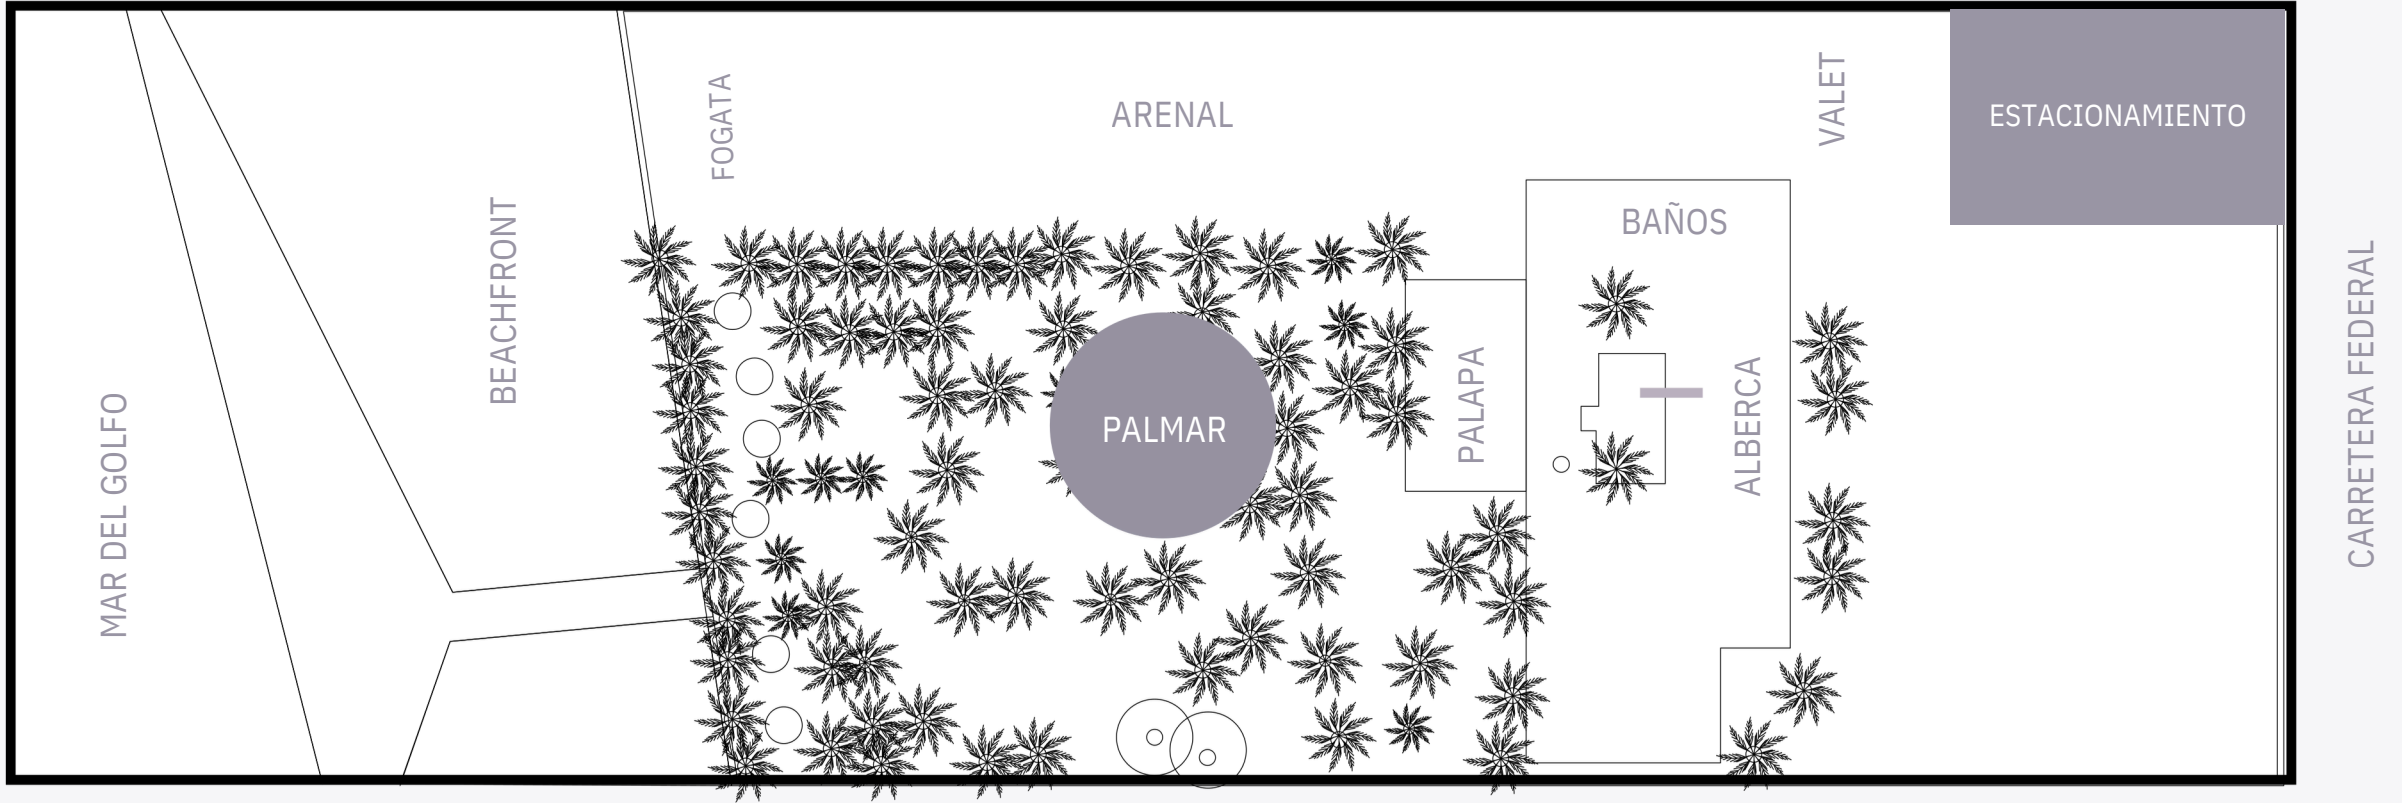 MAR DEL GOLFO
BEACHFRONT
FOGATA
ARENAL
VALET
ESTACIONAMIENTO
BAÑOS
PALMAR
PALAPA
ALBERCA
CARRETERA FEDERAL